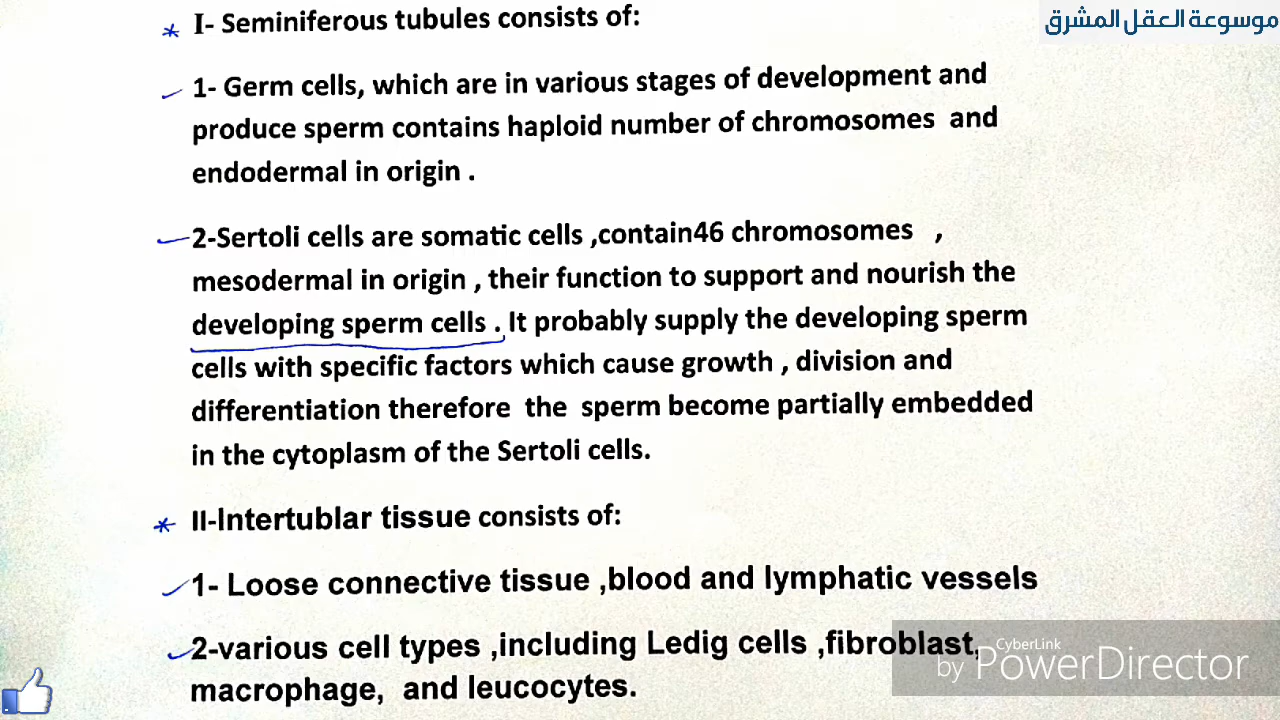 موسوعة العقل المشرق
* I- Seminiferous tubules consists of:
1- Germ cells, which are in various stages of development and
produce sperm contains haploid number of chromosomes and
endodermal in origin .
2-Sertoli cells are somatic cells ,contain46 chromosomes ,
mesodermal in origin , their function to support and nourish the
developing sperm cells . It probably supply the developing sperm
cells with specific factors which cause growth , division and
differentiation therefore the sperm become partially embedded
in the cytoplasm of the Sertoli cells.
* II-Intertublar tissue consists of:
1- Loose connective tissue ,blood and lymphatic vessels
2-various cell types ,including Ledig cells ,fibroblast,
macrophage, and leucocytes.
CyberLink
by PowerDirector